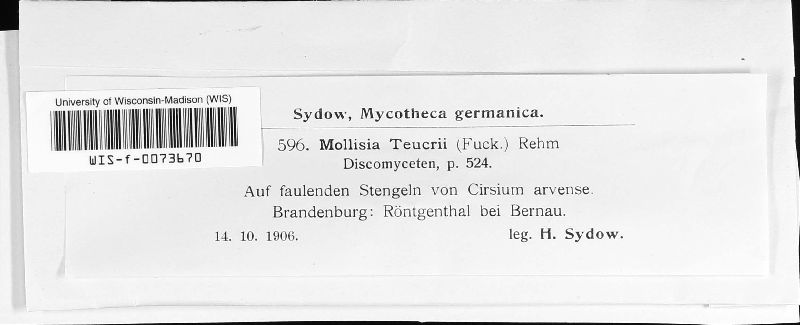 University of Wisconsin-Madison (WIS)
WIS-f-0073670
Sydow, Mycotheca germanica.
596. Mollisia Teucrii (Fuck.) Rehm
Discomyceten, p. 524.
Auf faulenden Stengeln von Cirsium arvense.
Brandenburg: Röntgenthal bei Bernau.
14. 10. 1906. leg. H. Sydow.